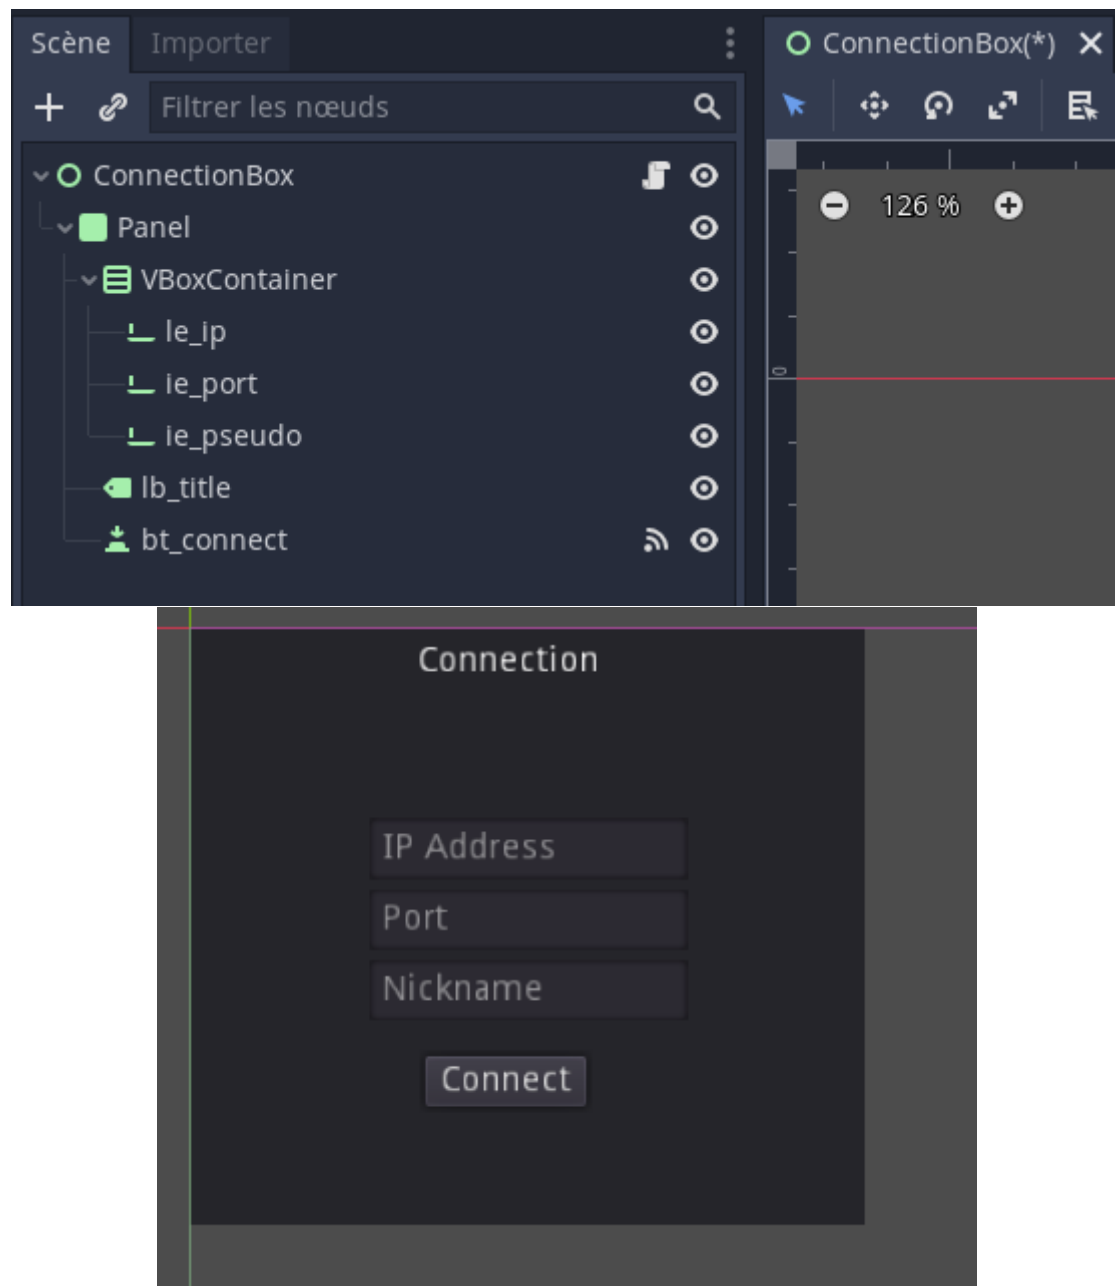 Scène Importer
ConnectionBox(*)
Filtrer les nœuds
ConnectionBox
126 %
Panel
VBoxContainer
le_ip
0
ie_port
ie_pseudo
lb_title
bt_connect
Connection
IP Address
Port
Nickname
Connect